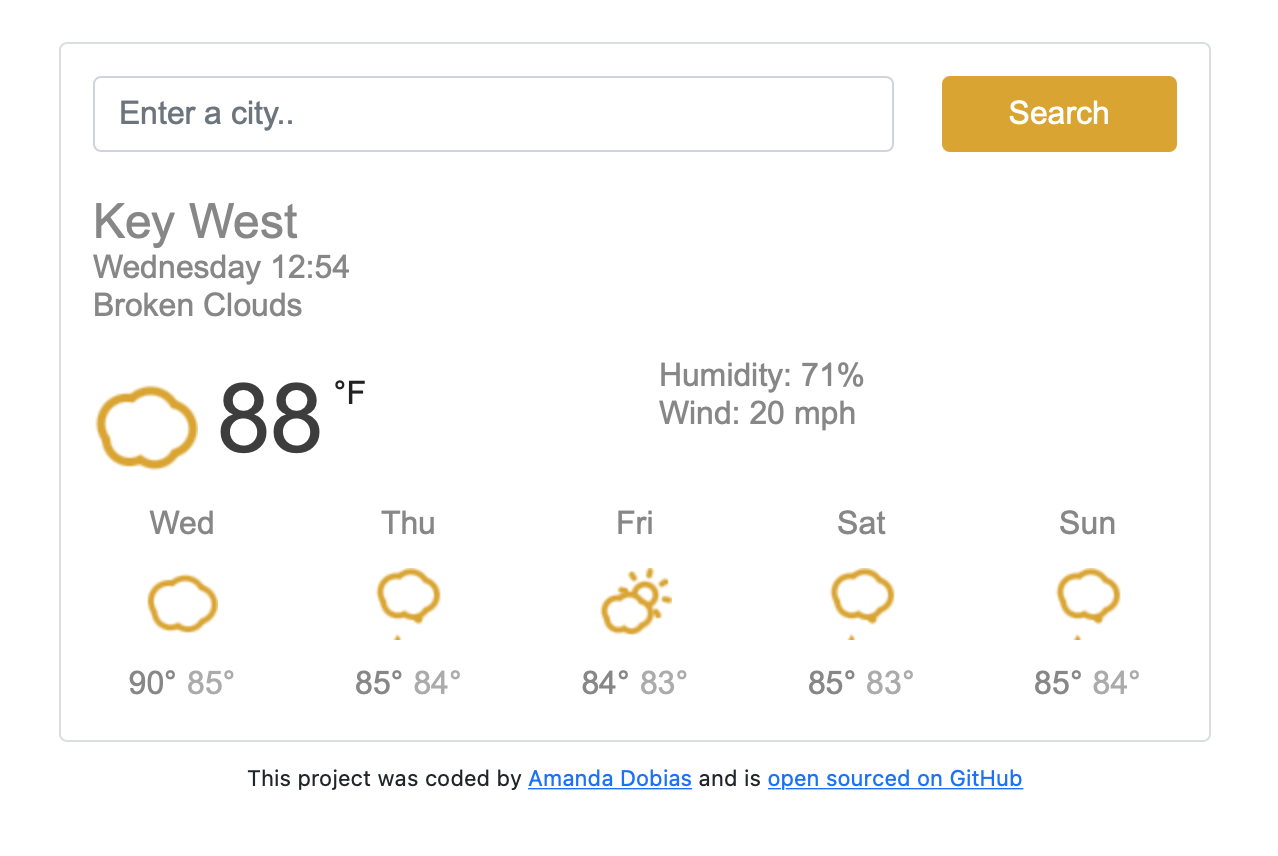 Enter a city..
Search
Key West
Wednesday 12:54
Broken Clouds
88 °F
Humidity: 71%
Wind: 20 mph
Wed Thu Fri Sat Sun
90° 85° 85° 84° 84° 83° 85° 83° 85° 84°
This project was coded by Amanda Dobias and is open sourced on GitHub